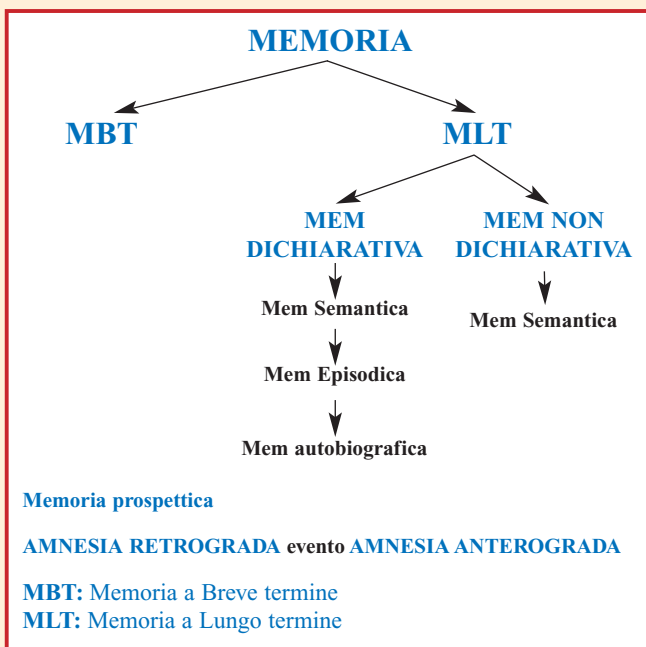 MEMORIA
MBT MLT
MEM MEM NON
DICHIARATIVA DICHIARATIVA
Mem Semantica Mem Semantica
Mem Episodica
Mem autobiografica
Memoria prospettica
AMNESIA RETROGRADA evento AMNESIA ANTEROGRADA
MBT: Memoria a Breve termine
MLT: Memoria a Lungo termine